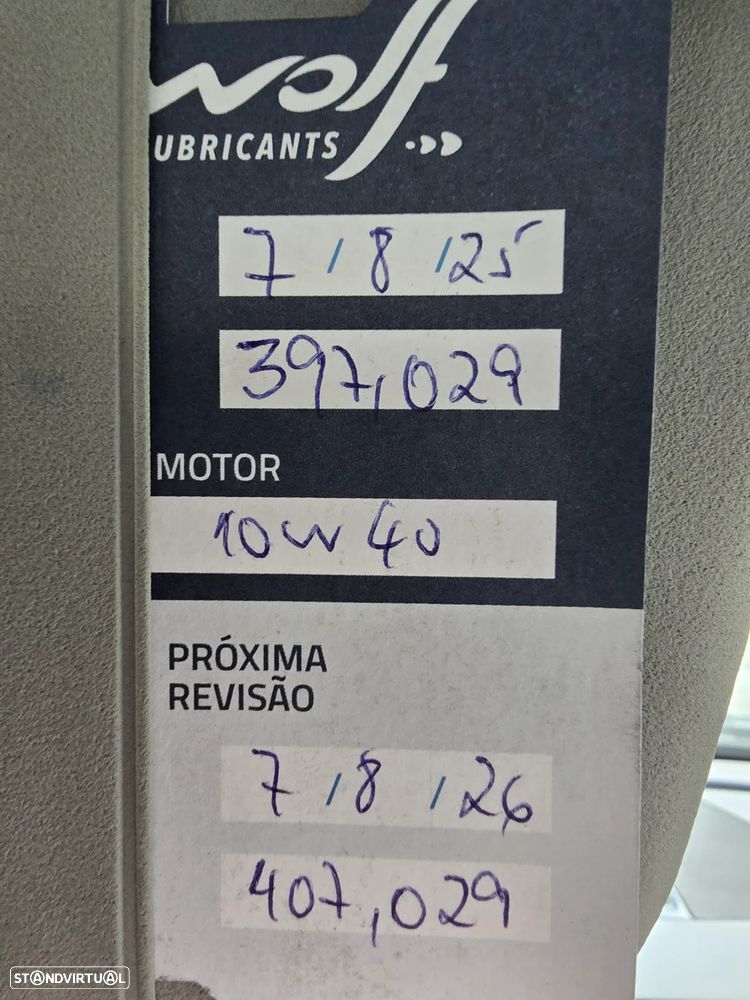 wolf
UBRICANTS
7/8/25
397,029
MOTOR
10W40
PRÓXIMA
REVISÃO
7/8/26
407,029
STANDVIRTUAL